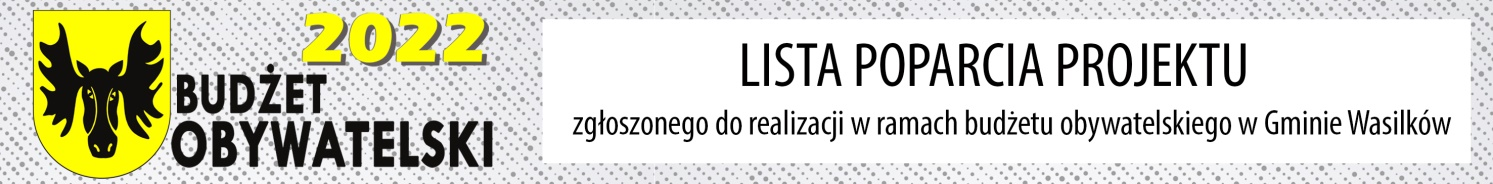 2022
BUDŻET
OBYWATELSKI
LISTA POPARCIA PROJEKTU
zgłoszonego do realizacji w ramach budżetu obywatelskiego w Gminie Wasilków